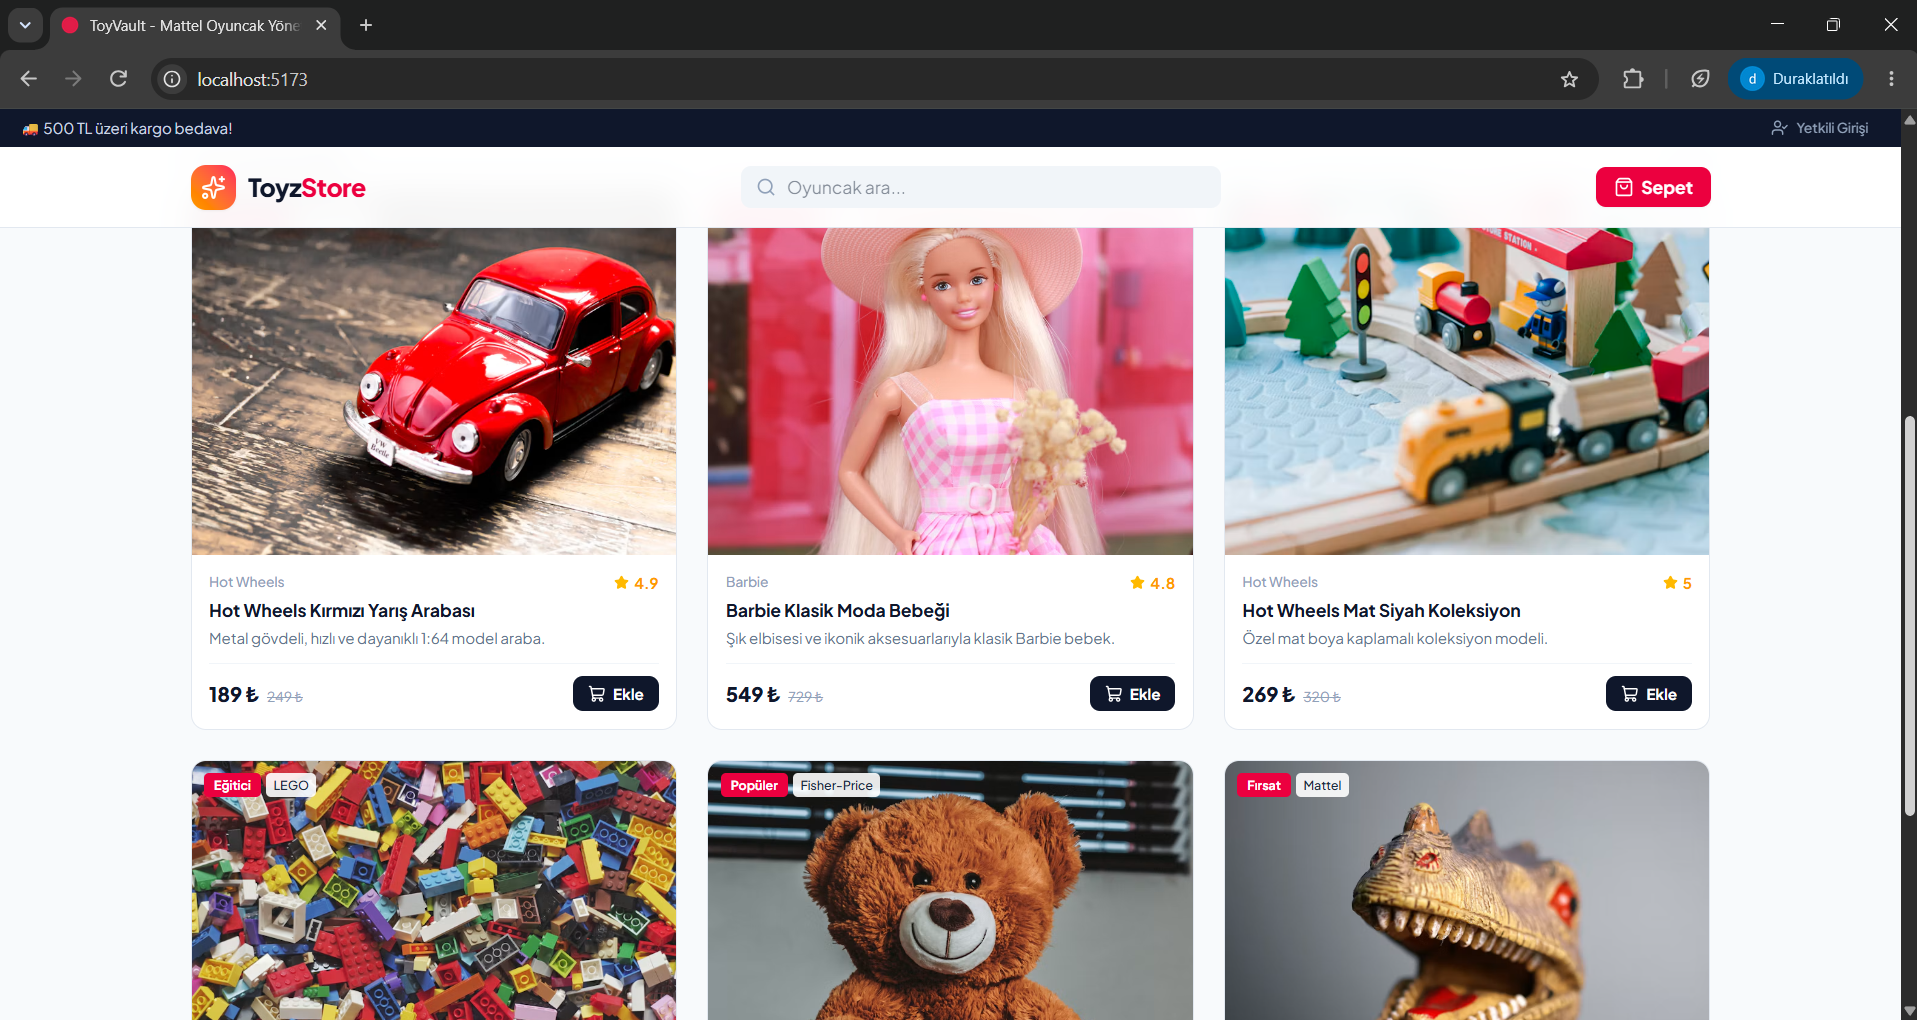 ToyVault - Mattel Oyuncak Yöne
localhost:5173
d Duraklatıldı
🚚 500 TL üzeri kargo bedava!
Yetkili Girişi
ToyzStore
Oyuncak ara...
Sepet
STORE STATION
VW
Beetle
Hot Wheels
4.9
Hot Wheels Kırmızı Yarış Arabası
Metal gövdeli, hızlı ve dayanıklı 1:64 model araba.
189 ₺ 249 ₺
Ekle
Barbie
4.8
Barbie Klasik Moda Bebeği
Şık elbisesi ve ikonik aksesuarlarıyla klasik Barbie bebek.
549 ₺ 729 ₺
Ekle
Hot Wheels
5
Hot Wheels Mat Siyah Koleksiyon
Özel mat boya kaplamalı koleksiyon modeli.
269 ₺ 320 ₺
Ekle
Eğitici LEGO
Popüler Fisher-Price
Fırsat Mattel